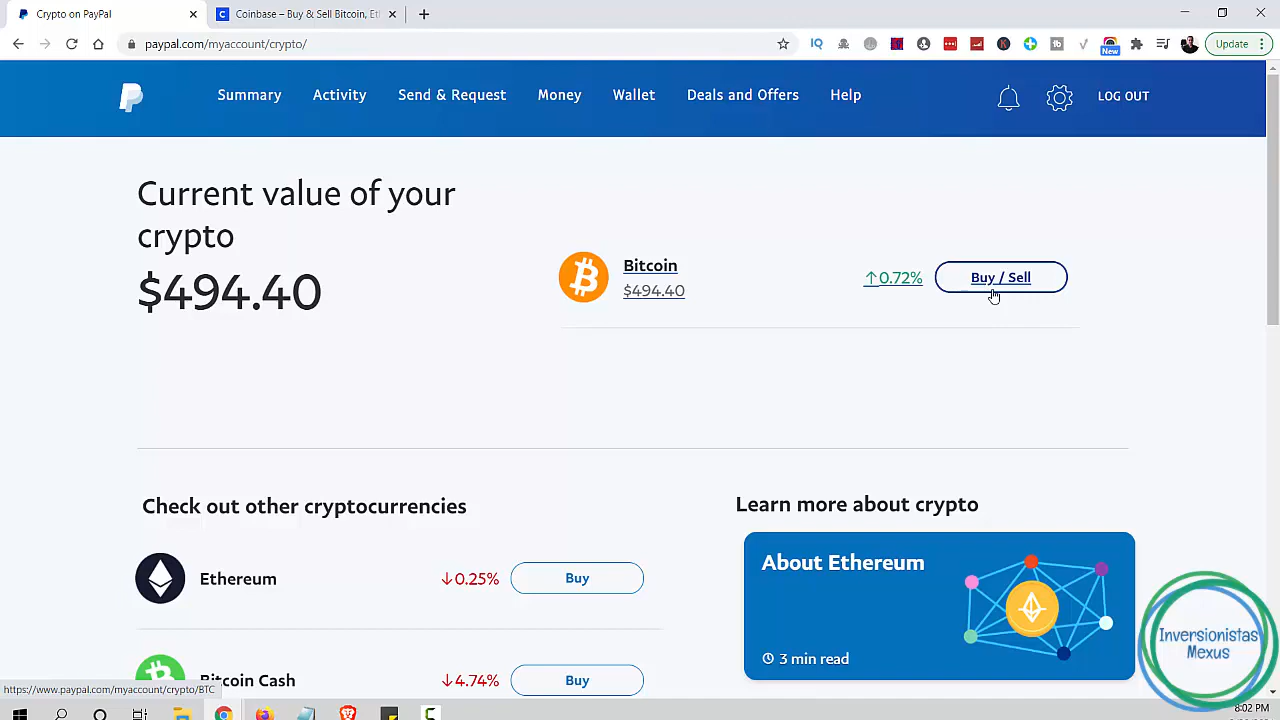 Crypto on PayPal
Coinbase – Buy & Sell Bitcoin, Et
paypal.com/myaccount/crypto/
IQ
New
Update
Summary
Activity
Send & Request
Money
Wallet
Deals and Offers
Help
LOG OUT
Current value of your
crypto
$494.40
Bitcoin
$494.40
↑0.72%
Buy / Sell
Check out other cryptocurrencies
Learn more about crypto
Ethereum
↓0.25%
Buy
About Ethereum
3 min read
Bitcoin Cash
↓4.74%
Buy
Inversionistas
Mexus
https://www.paypal.com/myaccount/crypto/BTC
8:02 PM